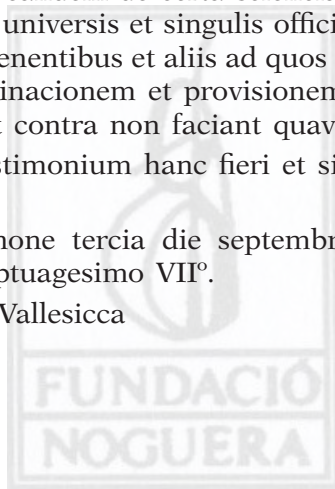 universis et singulis offici
enentibus et aliis ad quos
inacionem et provisionem
t contra non faciant quav
stimonium hanc fieri et si
none tercia die septembr
ptuagesimo VIIº.
Vallesicca
FUNDACIÓ
NOGUERA